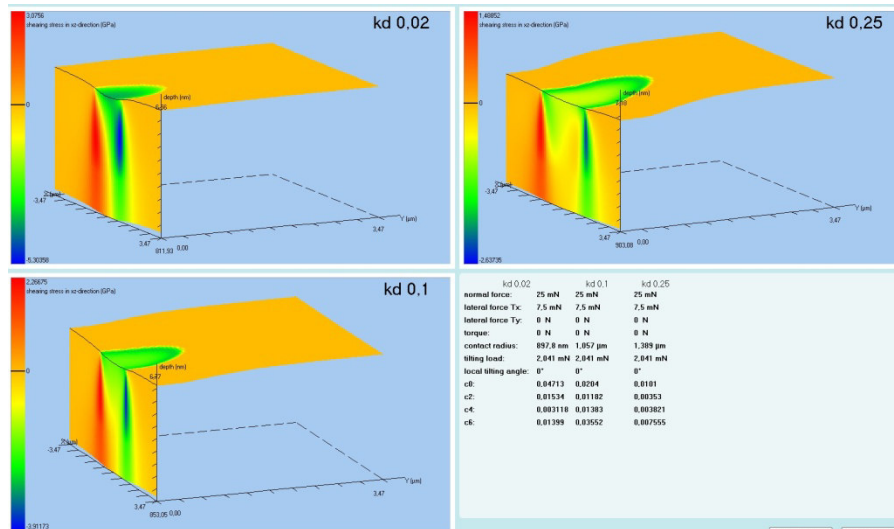 3,0756
shearing stress in xz-direction (GPa)
kd 0,02
0
depth (nm)
-3,47
3,47
811,93
0,00
Y (µm)
3,47
-5,30358
1,48852
shearing stress in xz-direction (GPa)
kd 0,25
0
depth (nm)
-3,47
3,47
0,00
Y (µm)
3,47
-2,63735
2,26675
shearing stress in xz-direction (GPa)
kd 0,1
0
depth (nm)
-3,47
3,47
853,05
0,00
Y (µm)
3,47
-3,91173
kd 0,02 kd 0,1 kd 0,25
normal force: 25 mN 25 mN 25 mN
lateral force Tx: 7,5 mN 7,5 mN 7,5 mN
lateral force Ty: 0 N 0 N 0 N
torque: 0 N 0 N 0 N
contact radius: 897,8 nm 1,057 µm 1,389 µm
tilting load: 2,041 mN 2,041 mN 2,041 mN
local tilting angle: 0° 0° 0°
c0: 0,04713 0,0204 0,0101
c2: 0,01534 0,01182 0,00353
c4: 0,003118 0,01383 0,003821
c6: 0,01399 0,03552 0,007555